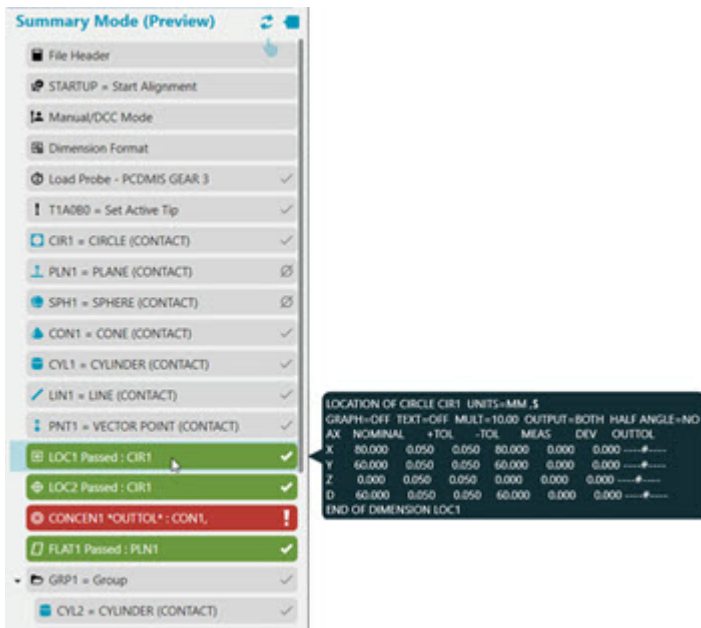 Summary Mode (Preview)
File Header
STARTUP = Start Alignment
Manual/DCC Mode
Dimension Format
Load Probe - PCDMIS GEAR 3
T1A0B0 = Set Active Tip
CIR1 = CIRCLE (CONTACT)
PLN1 = PLANE (CONTACT)
SPH1 = SPHERE (CONTACT)
CON1 = CONE (CONTACT)
CYL1 = CYLINDER (CONTACT)
LIN1 = LINE (CONTACT)
PNT1 = VECTOR POINT (CONTACT)
LOC1 Passed : CIR1
LOC2 Passed : CIR1
CONCEN1 *OUTTOL* : CON1,
FLAT1 Passed : PLN1
GRP1 = Group
CYL2 = CYLINDER (CONTACT)
LOCATION OF CIRCLE CIR1 UNITS=MM ,$
GRAPH=OFF TEXT=OFF MULT=10.00 OUTPUT=BOTH HALF ANGLE=NO
AX NOMINAL +TOL -TOL MEAS DEV OUTTOL
X 80.000 0.050 0.050 80.000 0.000 0.000 ----#----
Y 60.000 0.050 0.050 60.000 0.000 0.000 ----#----
Z 0.000 0.050 0.050 0.000 0.000 0.000 ----#----
D 60.000 0.050 0.050 60.000 0.000 0.000 ----#----
END OF DIMENSION LOC1